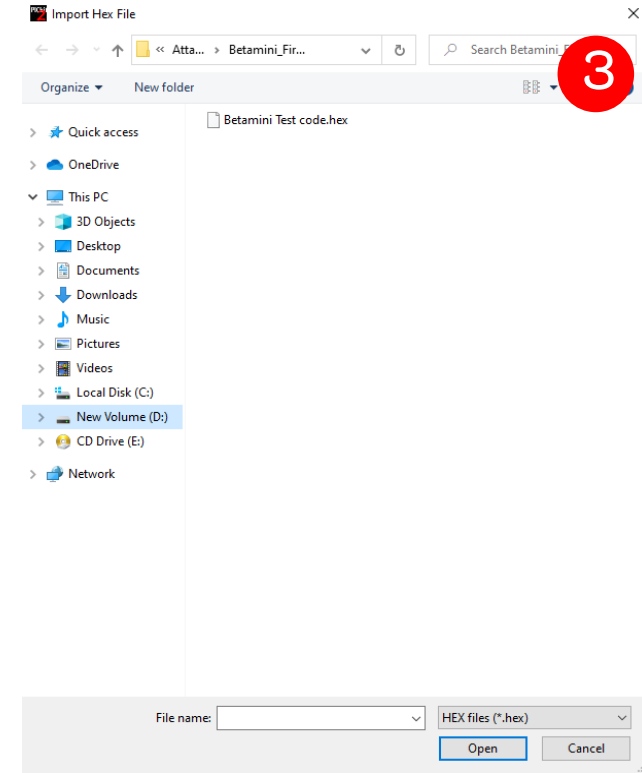 Import Hex File
« Atta... › Betamini_Fir...
Search
3
Organize
New folder
Betamini Test code.hex
Quick access
OneDrive
This PC
3D Objects
Desktop
Documents
Downloads
Music
Pictures
Videos
Local Disk (C:)
New Volume (D:)
CD Drive (E:)
Network
File name:
HEX files (*.hex)
Open
Cancel